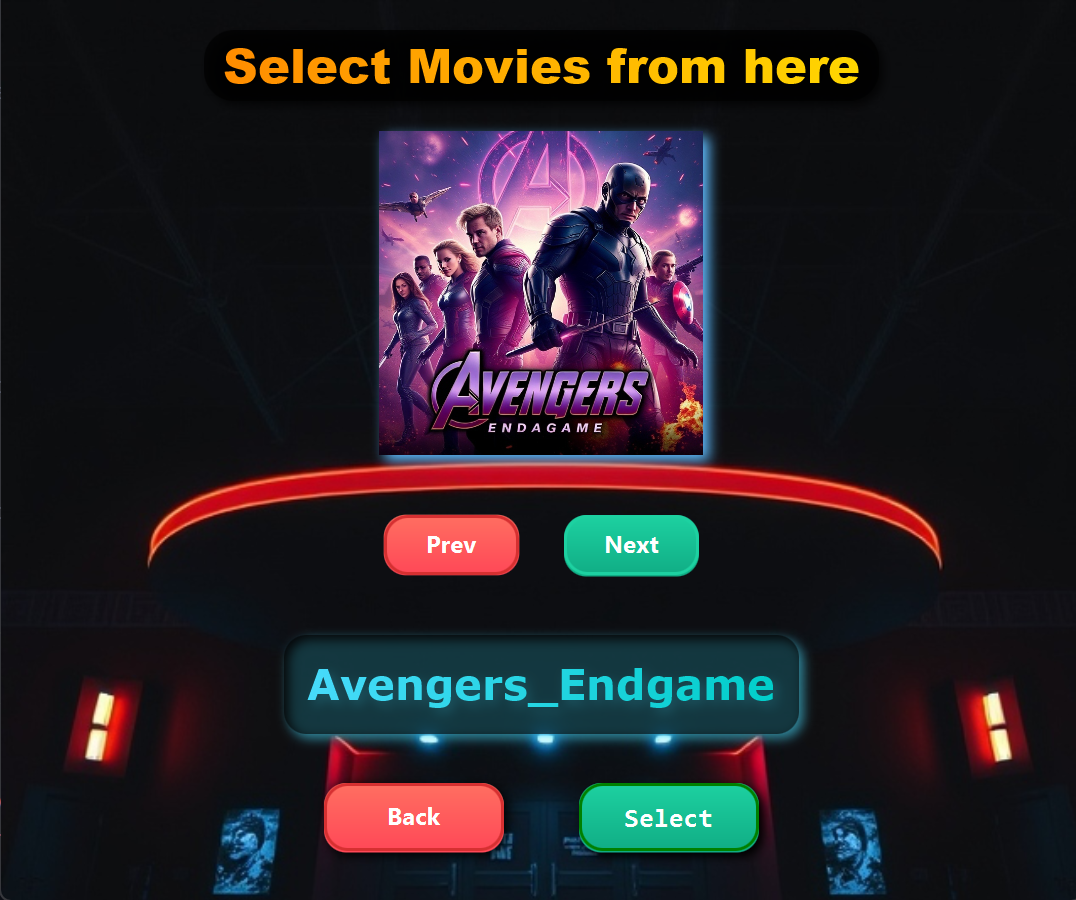 Select Movies from here
AVENGERS
ENDAGAME
Prev
Next
Avengers_Endgame
Back
Select